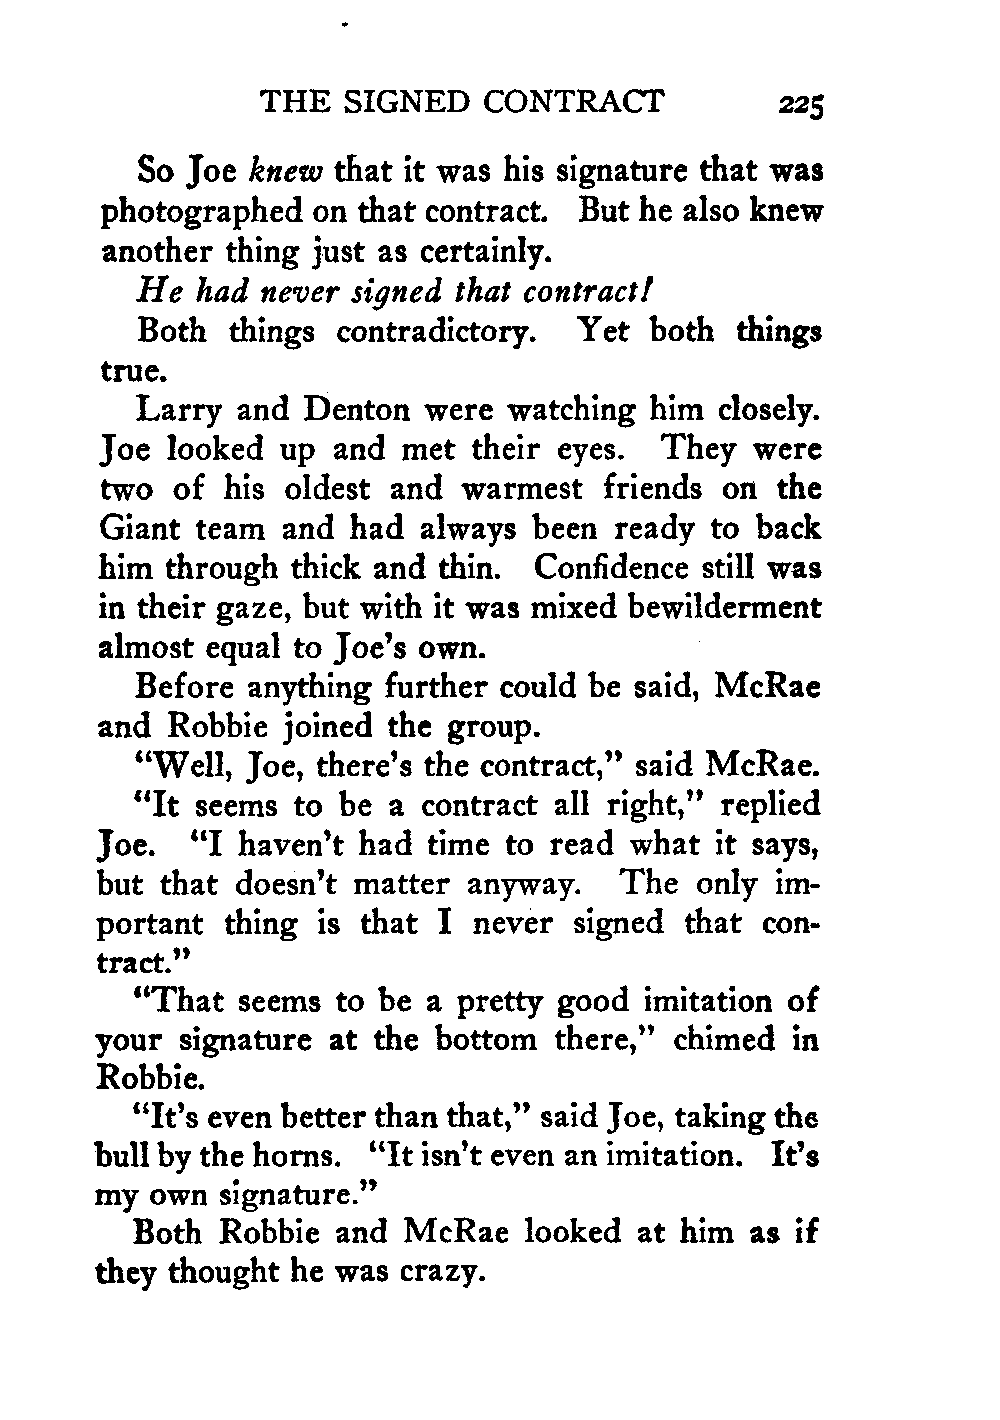 THE SIGNED CONTRACT 225
So Joe knew that it was his signature that was
photographed on that contract. But he also knew
another thing just as certainly.
He had never signed that contract!
Both things contradictory. Yet both things
true.
Larry and Denton were watching him closely.
Joe looked up and met their eyes. They were
two of his oldest and warmest friends on the
Giant team and had always been ready to back
him through thick and thin. Confidence still was
in their gaze, but with it was mixed bewilderment
almost equal to Joe's own.
Before anything further could be said, McRae
and Robbie joined the group.
"Well, Joe, there's the contract," said McRae.
"It seems to be a contract all right," replied
Joe. "I haven't had time to read what it says,
but that doesn't matter anyway. The only im-
portant thing is that I never signed that con-
tract."
"That seems to be a pretty good imitation of
your signature at the bottom there," chimed in
Robbie.
"It's even better than that," said Joe, taking the
bull by the horns. "It isn't even an imitation. It's
my own signature."
Both Robbie and McRae looked at him as if
they thought he was crazy.